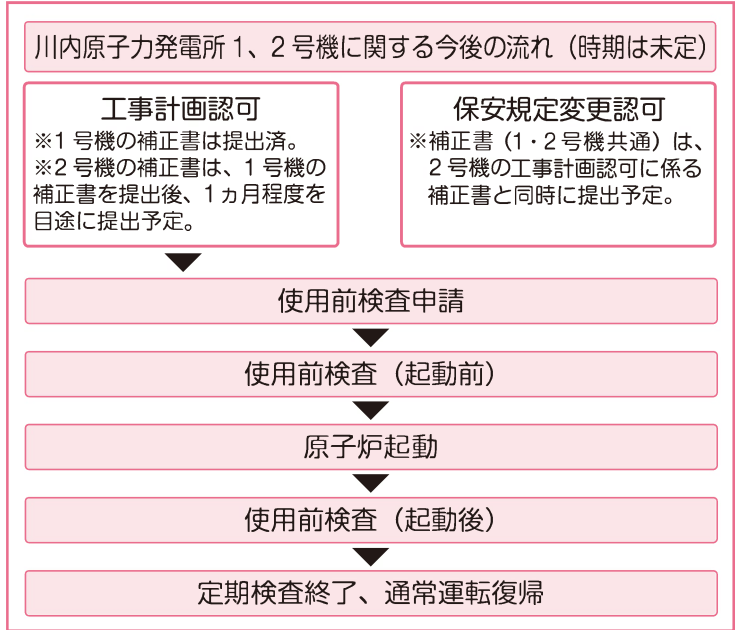 川内原子力発電所1、2号機に関する今後の流れ（時期は未定）
工事計画認可
※1号機の補正書は提出済。
※2号機の補正書は、1号機の
補正書を提出後、1ヵ月程度を
目途に提出予定。
保安規定変更認可
※補正書（1・2号機共通）は、
2号機の工事計画認可に係る
補正書と同時に提出予定。
使用前検査申請
使用前検査（起動前）
原子炉起動
使用前検査（起動後）
定期検査終了、通常運転復帰